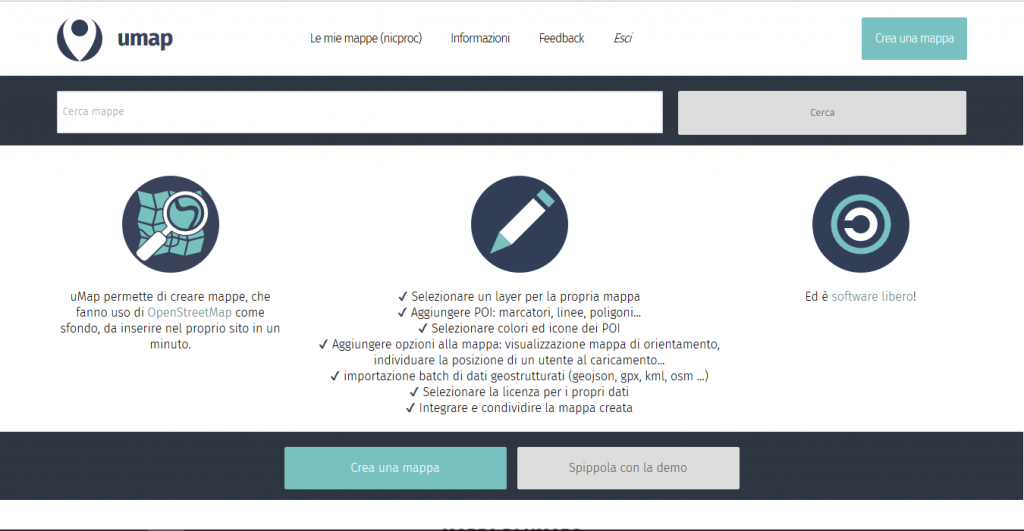 umap
Le mie mappe (nicproc) Informazioni Feedback Esci
Crea una mappa
Cerca mappe
Cerca
uMap permette di creare mappe, che
fanno uso di OpenStreetMap come
sfondo, da inserire nel proprio sito in un
minuto.
✔ Selezionare un layer per la propria mappa
✔ Aggiungere POI: marcatori, linee, poligoni...
✔ Selezionare colori ed icone dei POI
✔ Aggiungere opzioni alla mappa: visualizzazione mappa di orientamento,
individuare la posizione di un utente al caricamento...
✔ importazione batch di dati geostrutturati (geojson, gpx, kml, osm ...)
✔ Selezionare la licenza per i propri dati
✔ Integrare e condividire la mappa creata
Ed è software libero!
Crea una mappa
Spippola con la demo